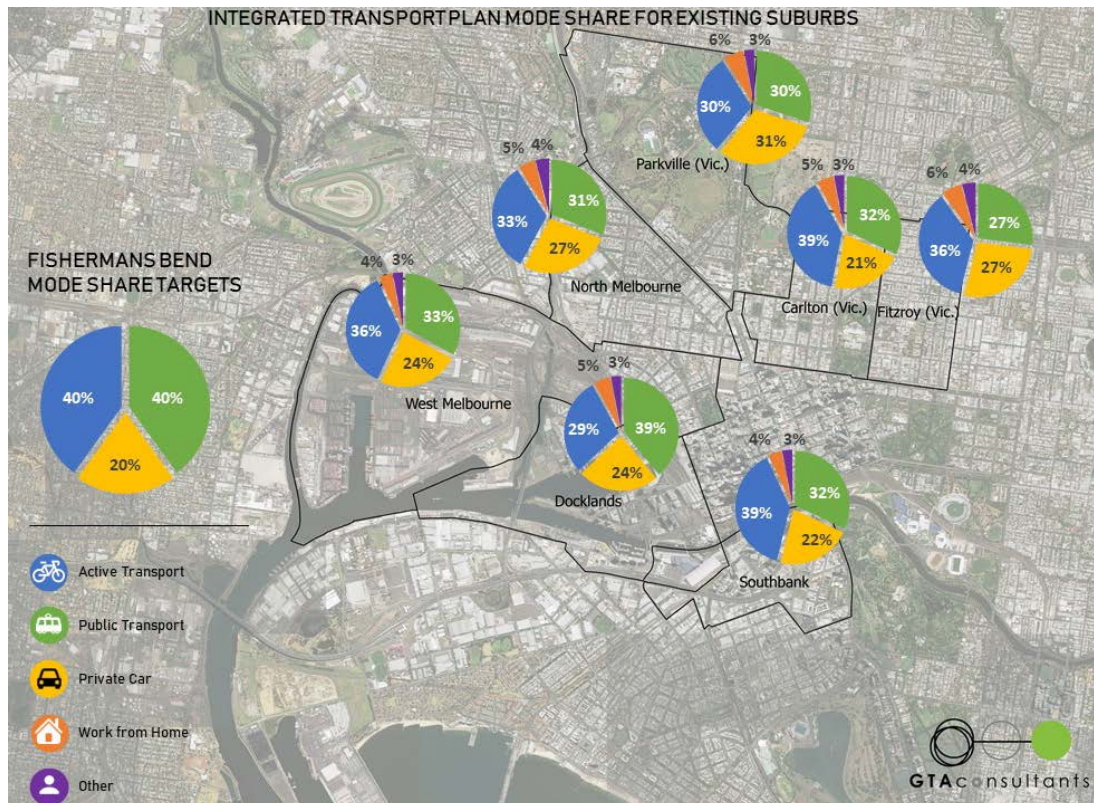 INTEGRATED TRANSPORT PLAN MODE SHARE FOR EXISTING SUBURBS
6%
3%
30%
30%
31%
Parkville (Vic.)
5%
4%
33%
31%
27%
North Melbourne
5%
3%
39%
32%
21%
Carlton (Vic.)
6%
4%
36%
27%
27%
Fitzroy (Vic.)
FISHERMANS BEND
MODE SHARE TARGETS
40%
40%
20%
4%
3%
36%
33%
24%
West Melbourne
5%
3%
29%
39%
24%
Docklands
4%
3%
39%
32%
22%
Southbank
Active Transport
Public Transport
Private Car
Work from Home
Other
GTAconsultants